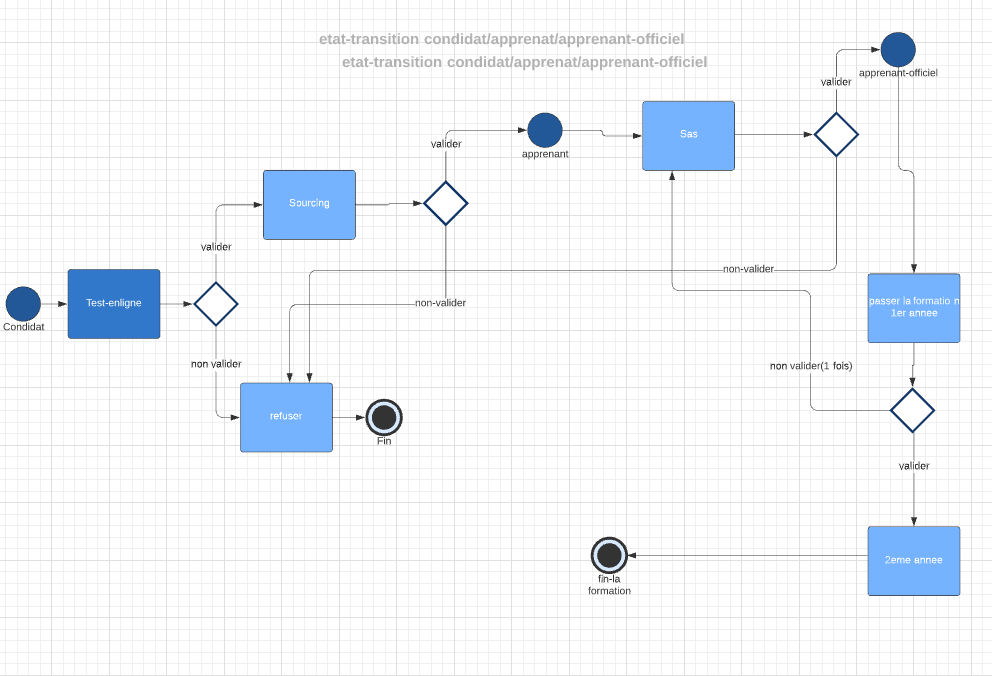 etat-transition condidat/apprenat/apprenant-officiel
etat-transition condidat/apprenat/apprenant-officiel
apprenant-officiel
valider
Sas
valider
apprenant
Sourcing
valider
non-valider
Test-enligne
non-valider
passer la formatio n
1er annee
Condidat
non valider
non valider(1 fois)
refuser
Fin
valider
2eme annee
fin-la
formation